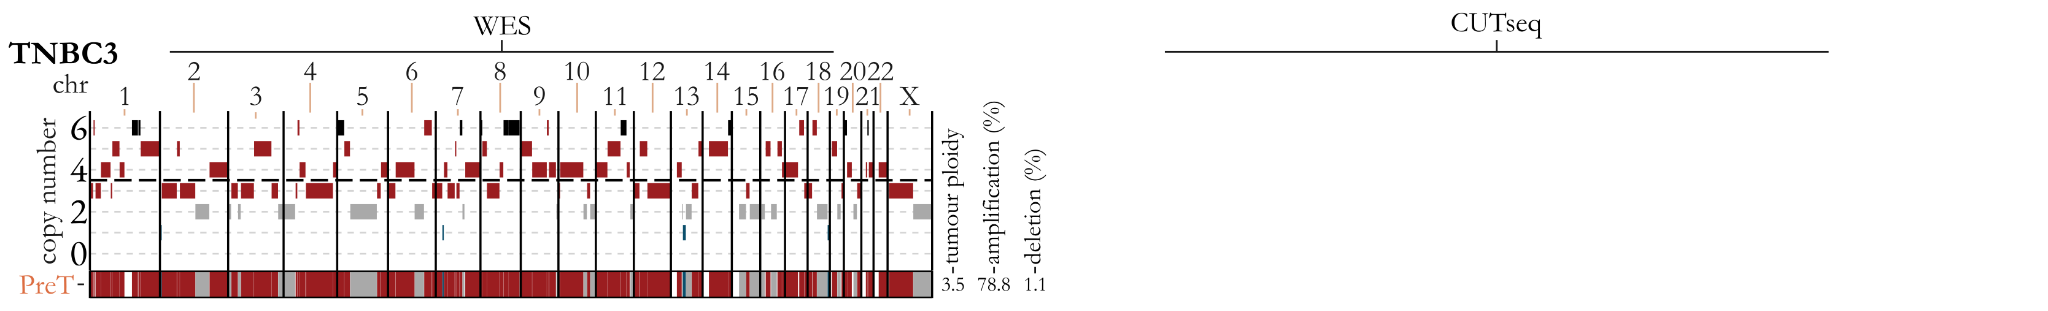 WES
CUTseq
TNBC3
chr
2 4 6 8 10 12 14 16 18 20 22
1 3 5 7 9 11 13 15 17 19 21 X
copy number
6
4
2
0
PreT-
-tumour ploidy
-amplification (%)
-deletion (%)
3.5 78.8 1.1